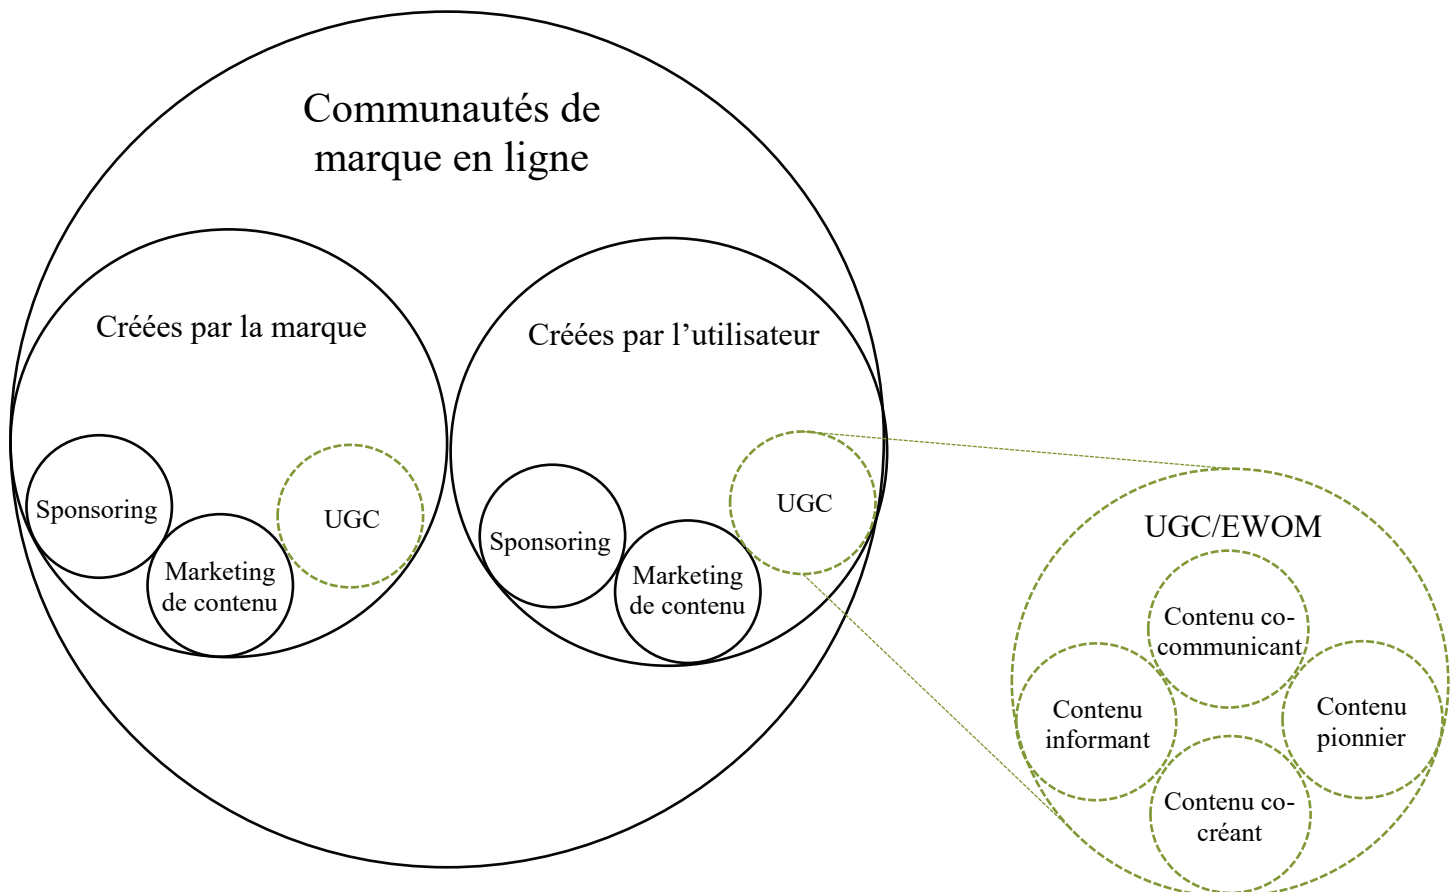 Communautés de
marque en ligne
Créées par la marque
Sponsoring
Marketing
de contenu
UGC
Créées par l’utilisateur
Sponsoring
Marketing
de contenu
UGC
UGC/EWOM
Contenu co-
communicant
Contenu
informant
Contenu
pionnier
Contenu co-
créant